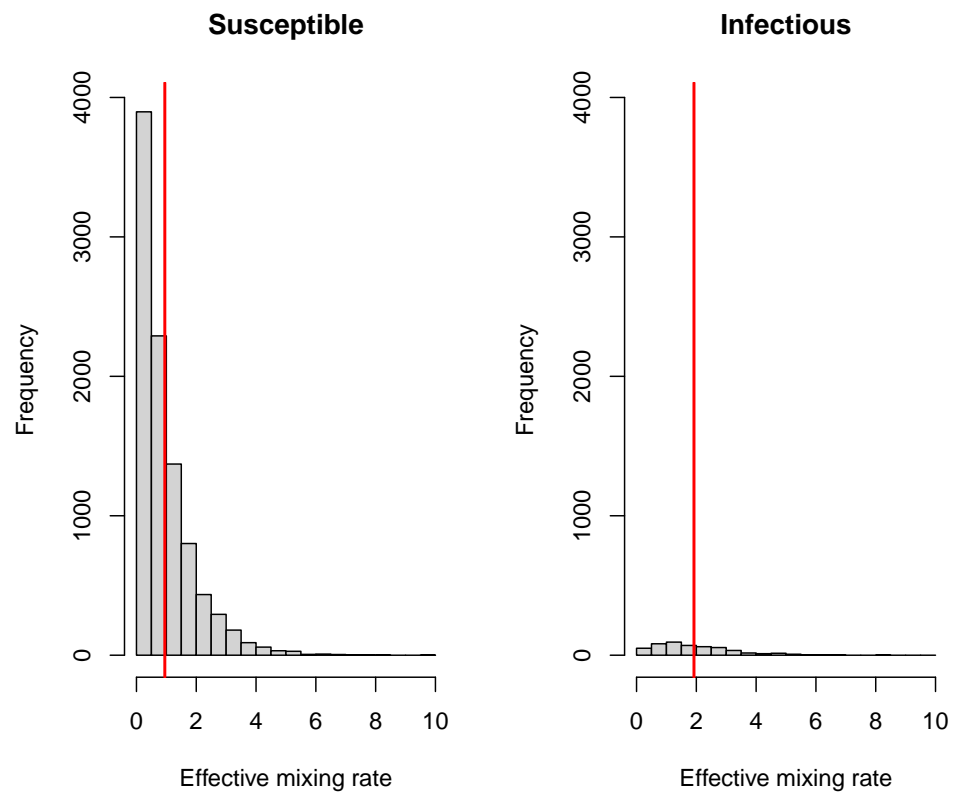 Susceptible
Frequency
4000
3000
2000
1000
0
0 2 4 6 8 10
Effective mixing rate
Infectious
Frequency
4000
3000
2000
1000
0
0 2 4 6 8 10
Effective mixing rate